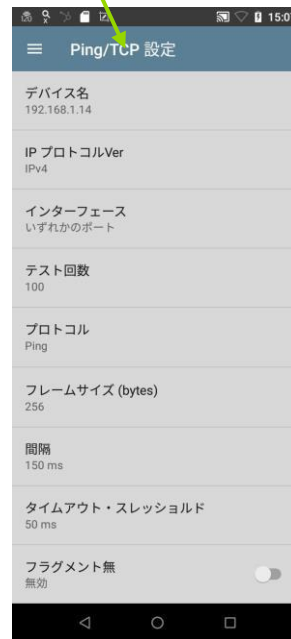 15:0
Ping/TCP 設定
デバイス名
192.168.1.14
IP プロトコルVer
IPv4
インターフェース
いずれかのポート
テスト回数
100
プロトコル
Ping
フレームサイズ (bytes)
256
間隔
150 ms
タイムアウト・スレッショルド
50 ms
フラグメント無
無効